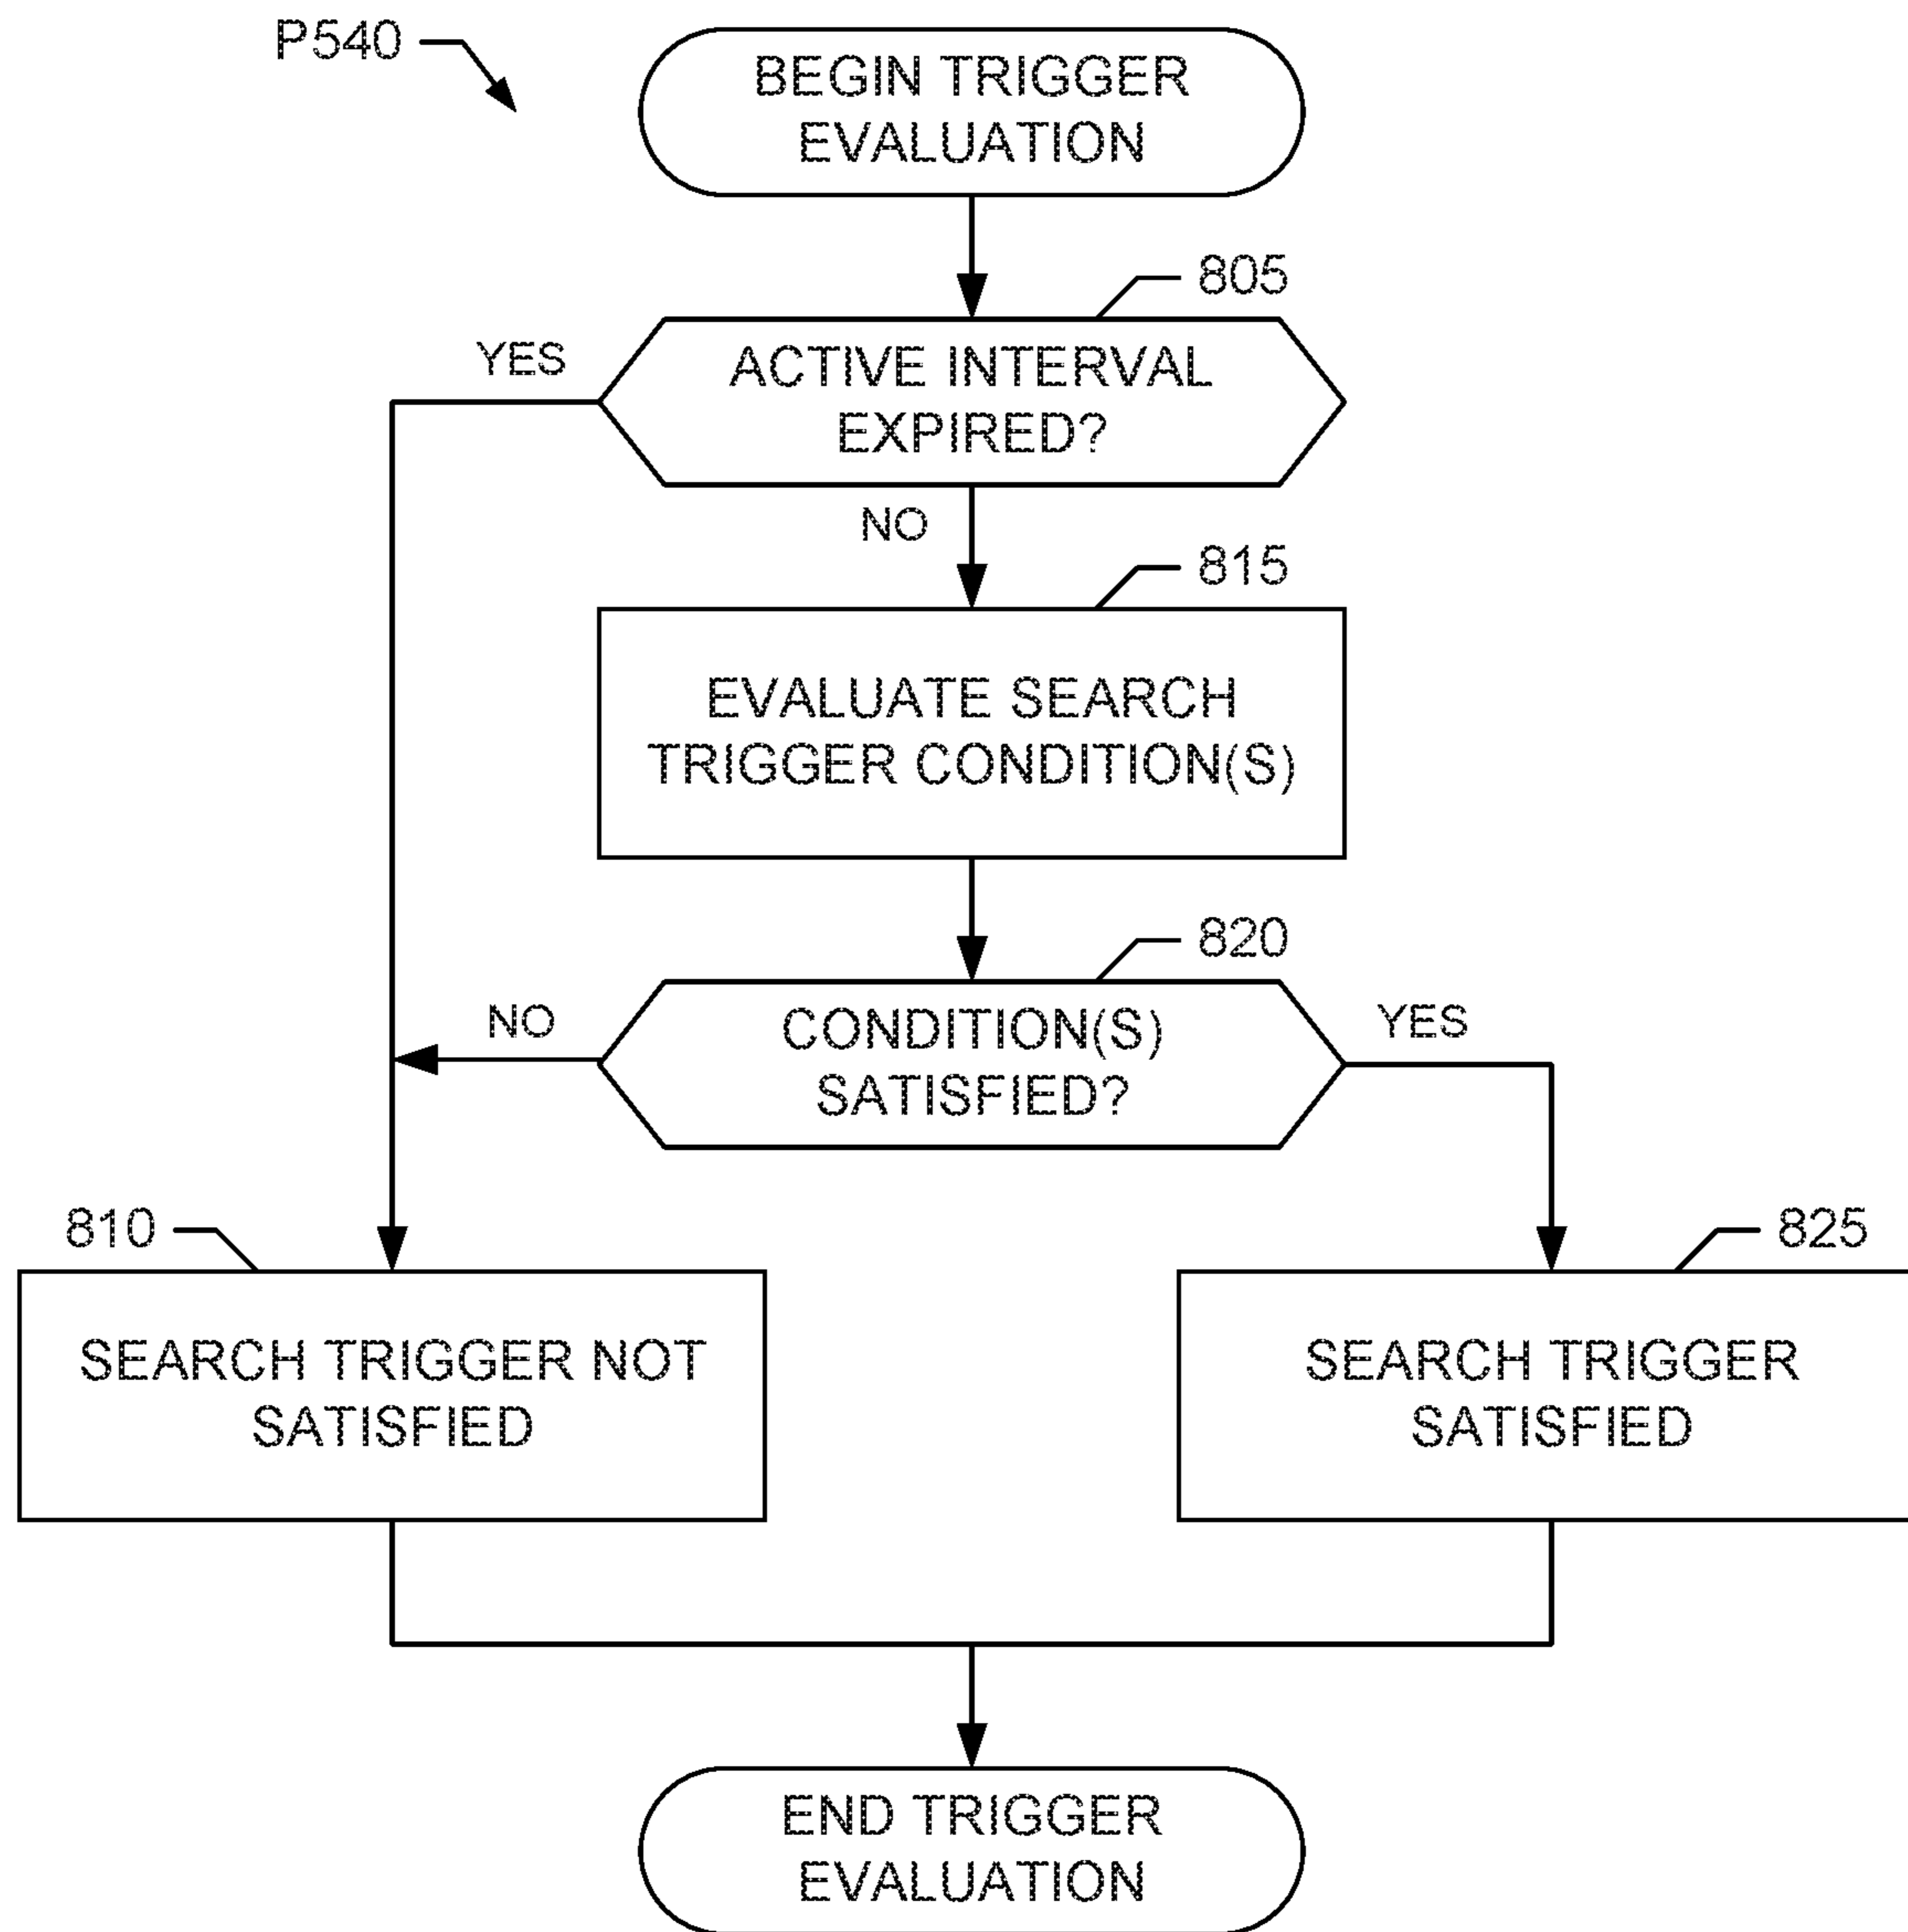 P540
BEGIN TRIGGER
EVALUATION
805
YES
ACTIVE INTERVAL
EXPIRED?
NO
815
EVALUATE SEARCH
TRIGGER CONDITION(S)
820
NO
CONDITION(S)
SATISFIED?
YES
810
825
SEARCH TRIGGER NOT
SATISFIED
SEARCH TRIGGER
SATISFIED
END TRIGGER
EVALUATION